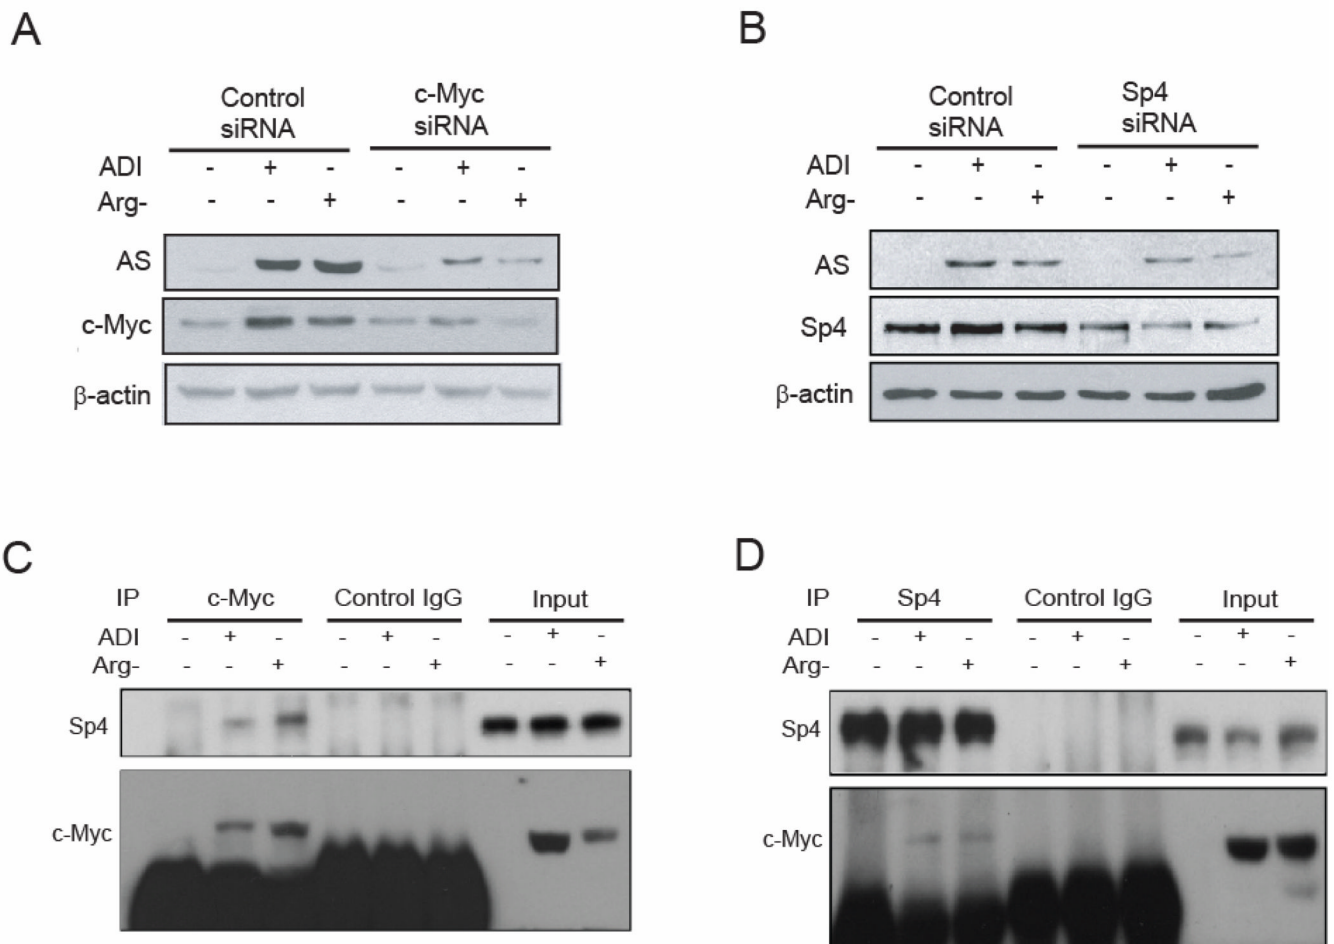 A
Control siRNA
c-Myc siRNA
ADI - + - - + -
Arg- - - + - - +
AS
c-Myc
β-actin
B
Control siRNA
Sp4 siRNA
ADI - + - - + -
Arg- - - + - - +
AS
Sp4
β-actin
C
IP c-Myc Control IgG Input
ADI - + - - + - - + -
Arg- - - + - - + - - +
Sp4
c-Myc
D
IP Sp4 Control IgG Input
ADI - + - - + - - + -
Arg- - - + - - + - - +
Sp4
c-Myc